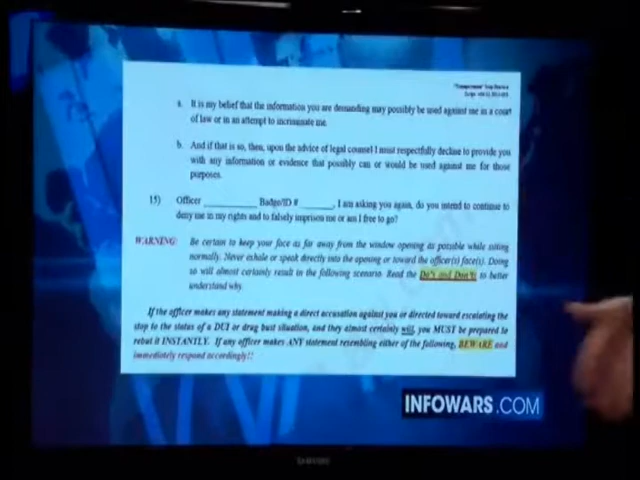 a. It is my belief that the information you are demanding may possibly be used against me in a court
of law or in an attempt to incriminate me.
b. And if that is so, then, upon the advice of legal counsel I must respectfully decline to provide you
with any information or evidence that possibly can or would be used against me for those
purposes.
15) Officer ____________ Badge/ID # _______, I am asking you again, do you intend to continue to
deny me in my rights and to falsely imprison me or am I free to go?
WARNING: Be certain to keep your face as far away from the window opening as possible while sitting
normally. Never exhale or speak directly into the opening or toward the officer(s) face(s). Doing
so will almost certainly result in the following scenario. Read the Do's and Don'ts to better
understand why.
If the officer makes any statement making a direct accusation against you or directed toward escalating the
stop to the status of a DUI or drug bust situation, and they almost certainly will, you MUST be prepared to
rebut it INSTANTLY. If any officer makes ANY statement resembling either of the following, BEWARE and
immediately respond accordingly!!
INFOWARS.COM
SAMSUNG